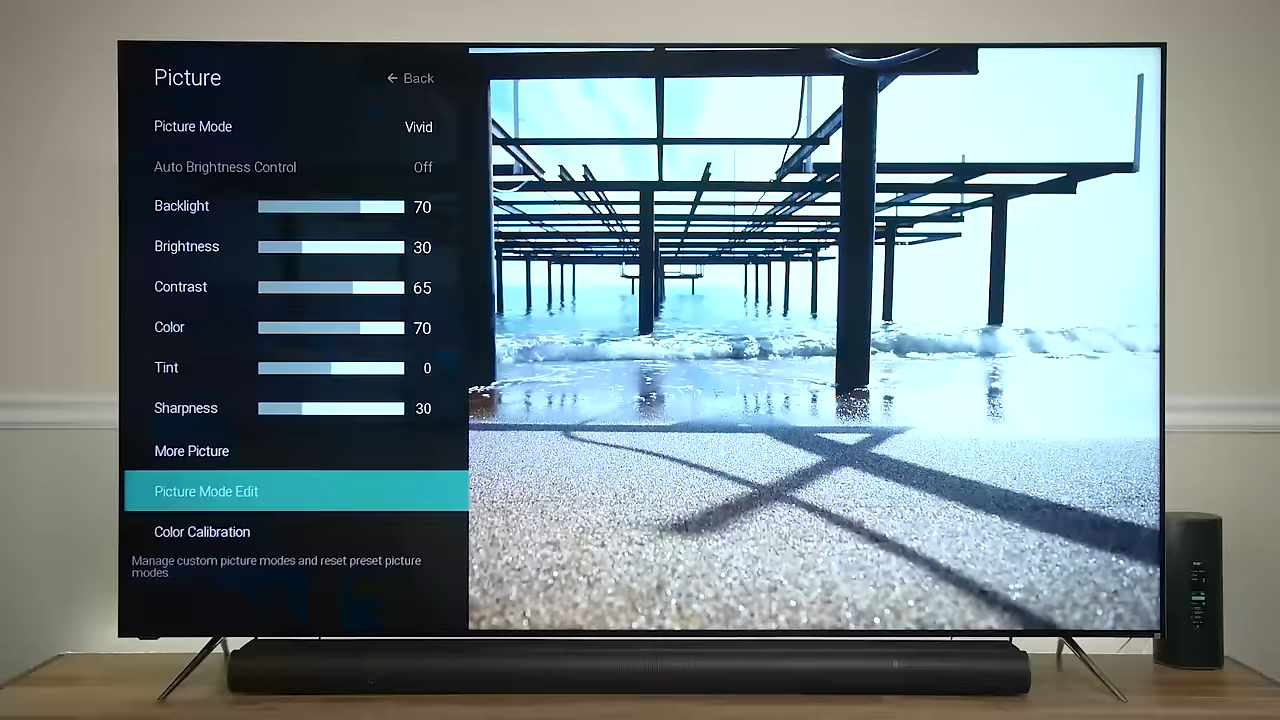 Picture
← Back
Picture Mode Vivid
Auto Brightness Control Off
Backlight 70
Brightness 30
Contrast 65
Color 70
Tint 0
Sharpness 30
More Picture
Picture Mode Edit
Color Calibration
Manage custom picture modes and reset preset picture
modes.